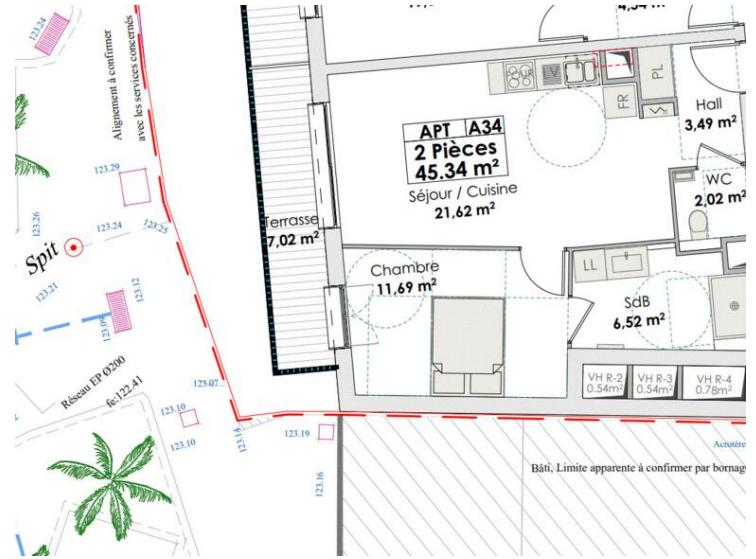 123.24
Alignement à confirmer
avec les services concernés
123.29
123.26
123.24
123.25
Spit
123.21
123.12
123.09
Réseau EP Ø200
fe:122.41
123.07
123.10
123.10
123.14
123.19
123.16
Terrasse
7,02 m²
APT A34
2 Pièces
45.34 m²
Séjour / Cuisine
21,62 m²
FR
PL
Hall
3,49 m²
WC
2,02 m²
Chambre
11,69 m²
LL
SdB
6,52 m²
VH R-2
0.54m²
VH R-3
0.54m²
VH R-4
0.78m²
Acrotère
Bâti, Limite apparente à confirmer par bornage